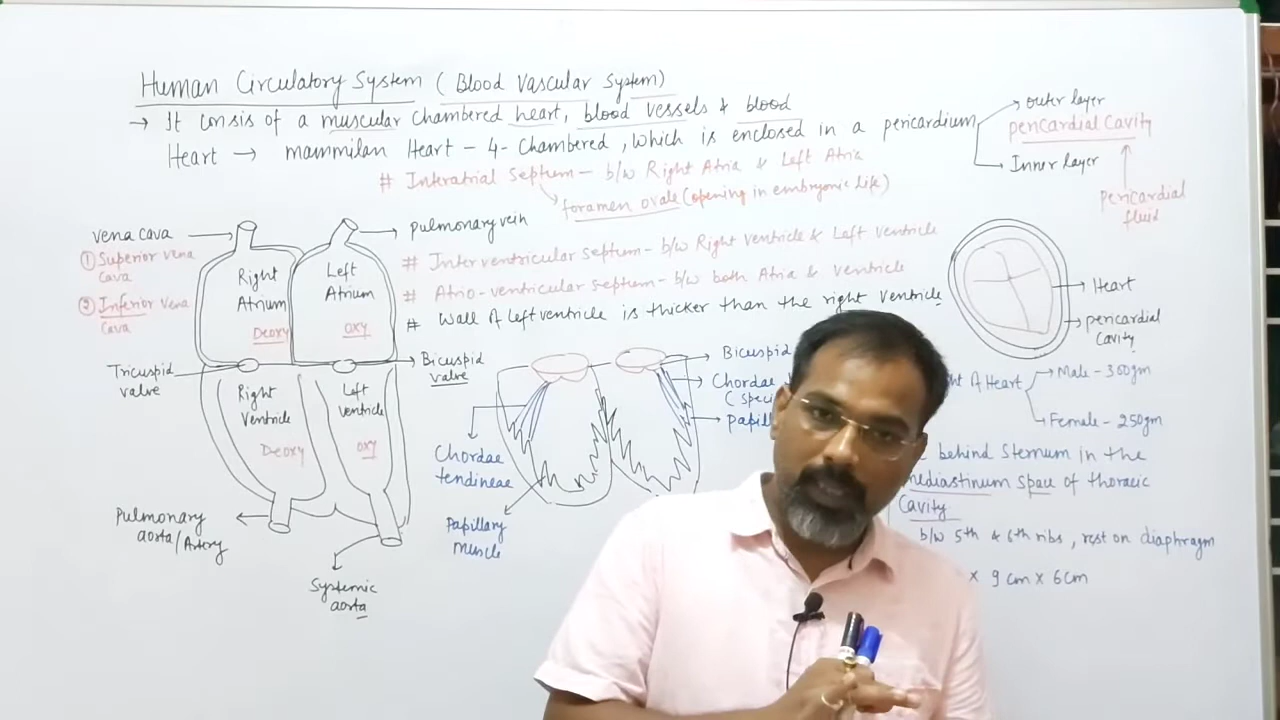 Human Circulatory System (Blood Vascular System)
→ It consis of a muscular chambered heart, blood vessels & blood
Heart → mammilan Heart - 4- Chambered, which is enclosed in a pericardium
outer layer
pericardial Cavity
Inner layer
pericardial
fluid
# Interatrial Septum - b/w Right Atria & Left Atria
foramen ovale (opening in embryonic life)
# Interventricular septum - b/w Right Ventricle & Left Ventricle
# Atrio-ventricular septum - b/w both Atria & ventricle
# Wall of left ventricle is thicker than the right ventricle
vena cava
① Superior vena
cava
② Inferior vena
cava
pulmonary vein
Right
Atrium
Deoxy
Left
Atrium
oxy
Tricuspid
valve
Bicuspid
valve
Right
Ventricle
Deoxy
Left
Ventricle
oxy
Pulmonary
aorta/Artery
Systemic
aorta
Bicuspid
Chordae
Chordae
tendineae
Papillary
muscle
Heart
pericardial
cavity
of Heart
Male - 300gm
Female - 250gm
behind Sternum in the
mediastinum space of thoracic
Cavity
b/w 5th & 6th ribs, rest on diaphragm
x 9 cm x 6cm